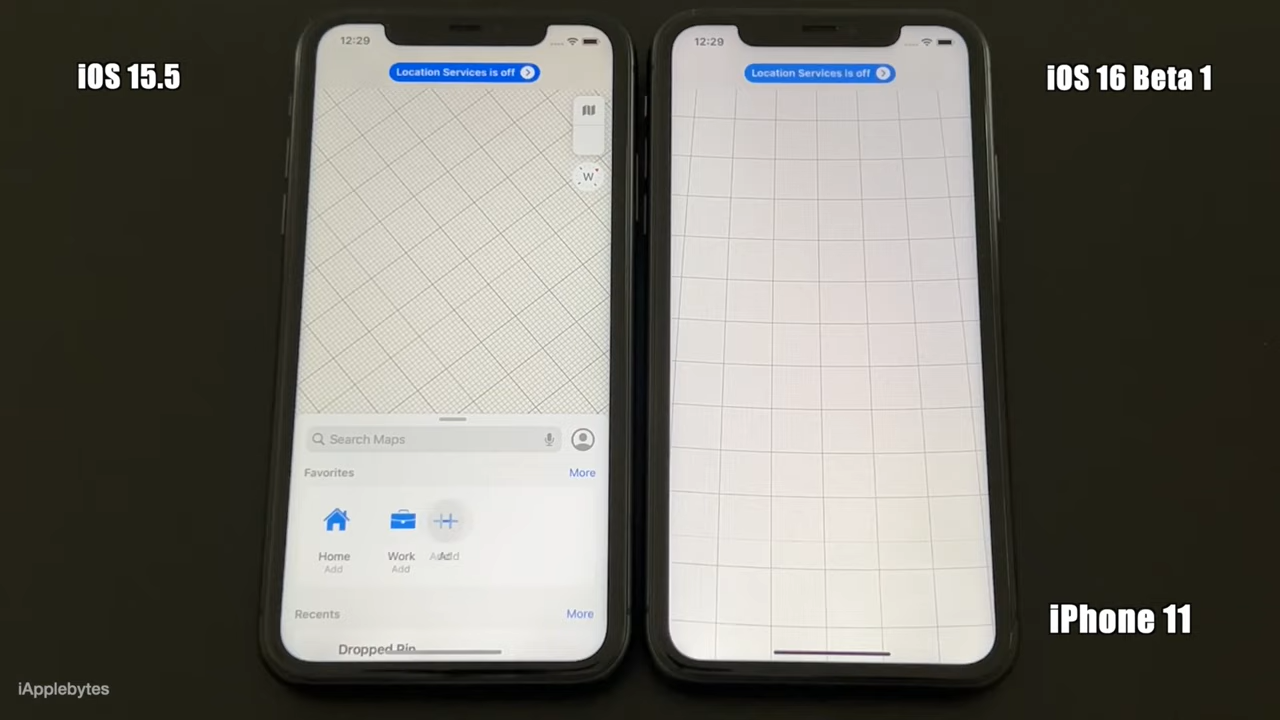 iOS 15.5
iOS 16 Beta 1
12:29
Location Services is off
W
Search Maps
Favorites
More
Home
Add
Work
Add
Recents
More
Dropped Pin
12:29
Location Services is off
iPhone 11
iApplebytes